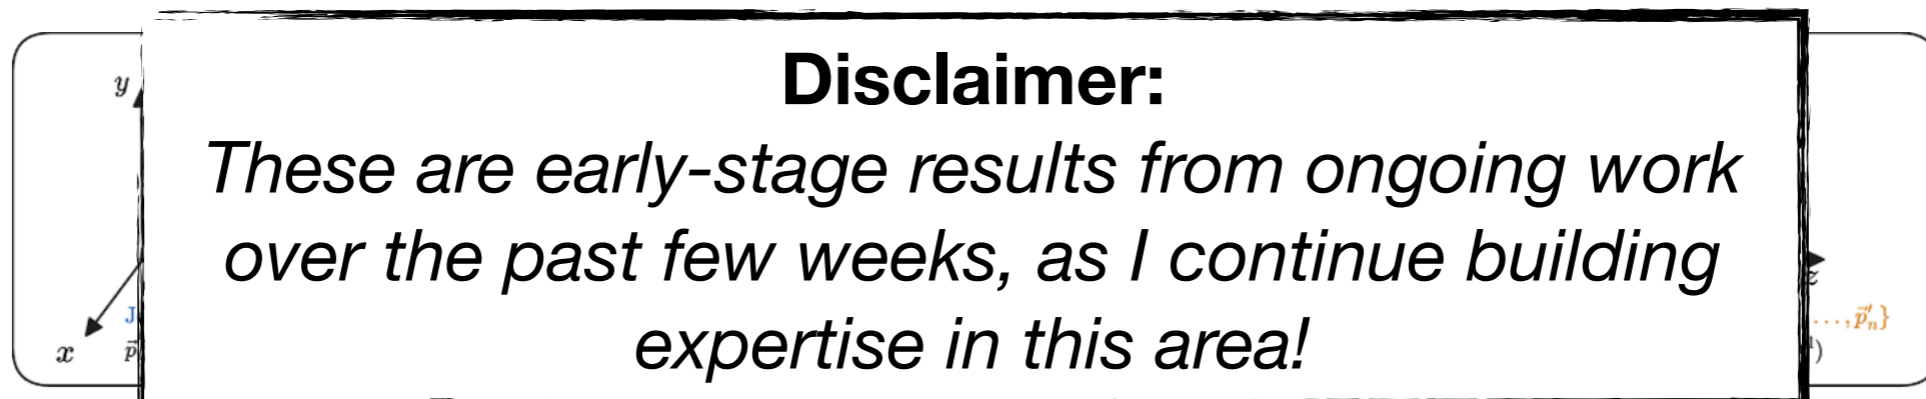 y
Disclaimer:
These are early-stage results from ongoing work
over the past few weeks, as I continue building
expertise in this area!
z
x
..., p⃗′ₙ}